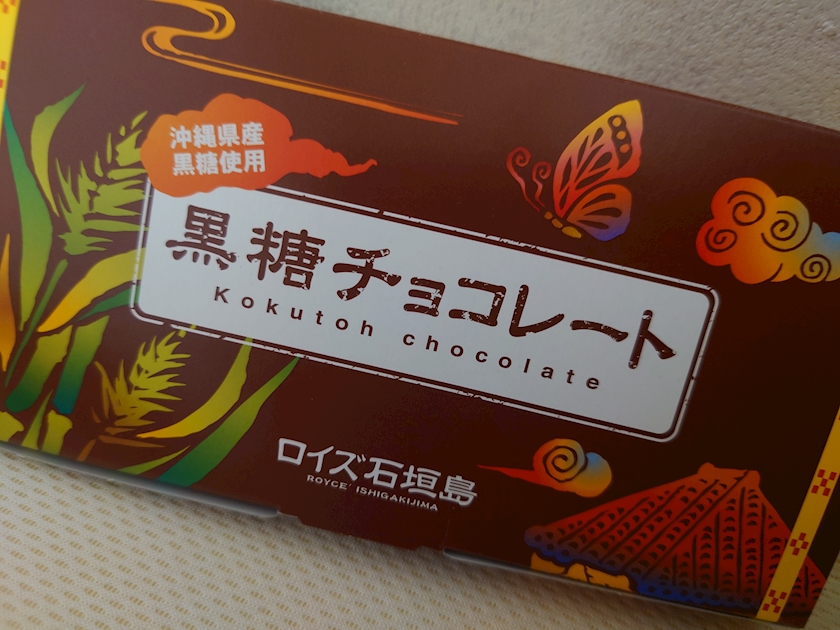 沖縄県産
黒糖使用
黒糖チョコレート
Kokutoh chocolate
ロイズ石垣島
ROYCE' ISHIGAKIJIMA